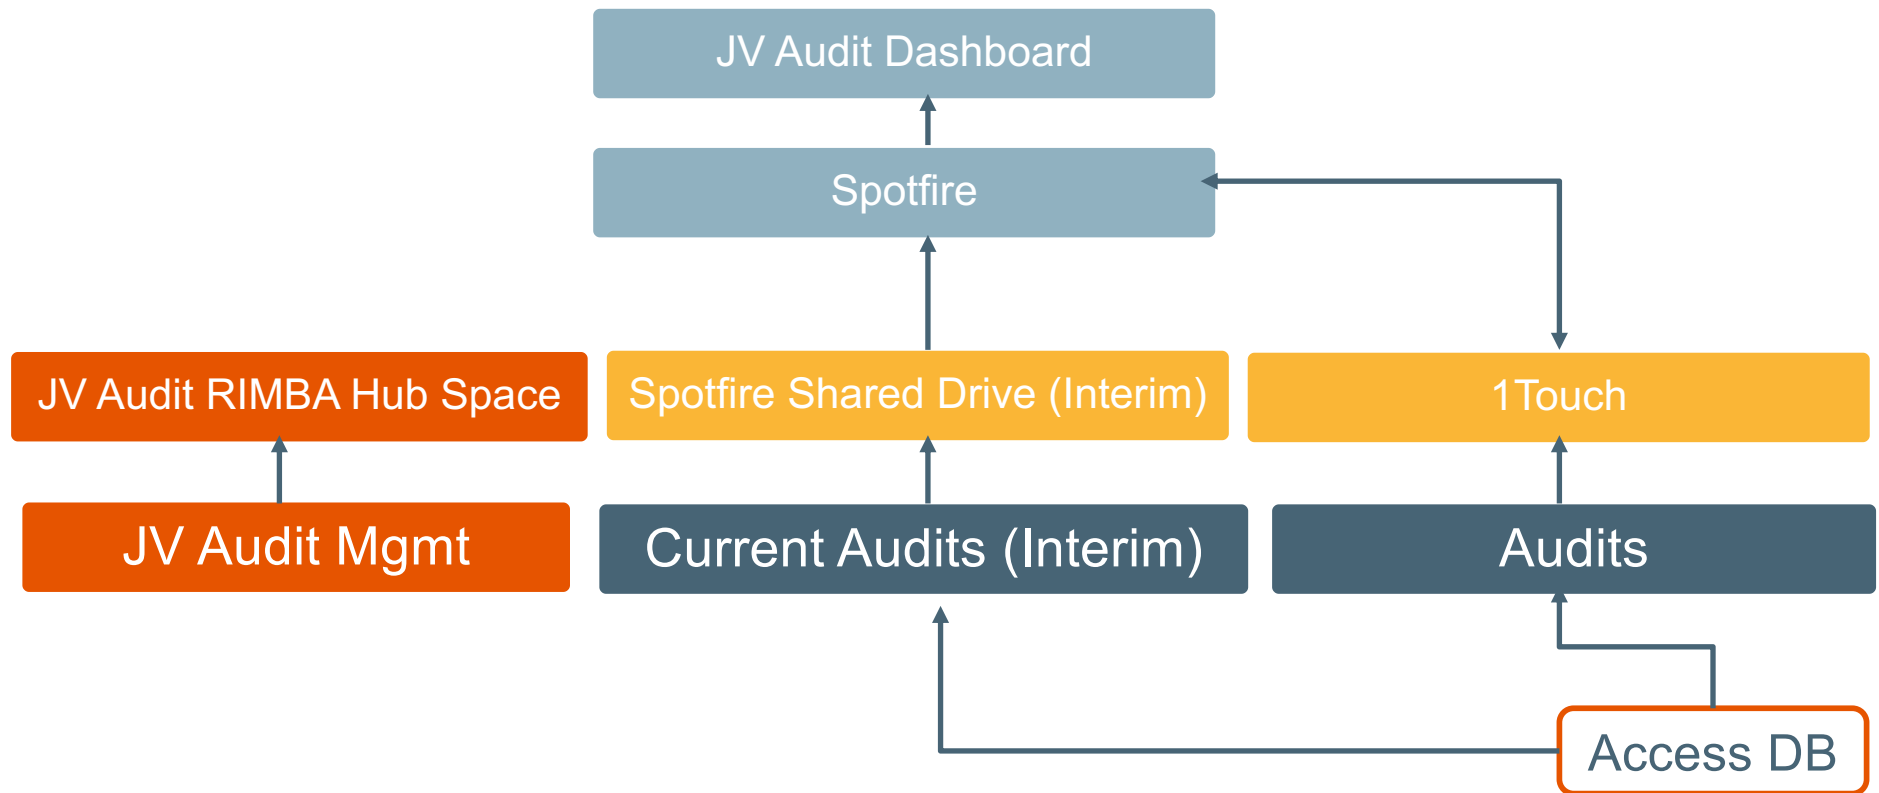 JV Audit Dashboard
Spotfire
JV Audit RIMBA Hub Space
Spotfire Shared Drive (Interim)
1Touch
JV Audit Mgmt
Current Audits (Interim)
Audits
Access DB